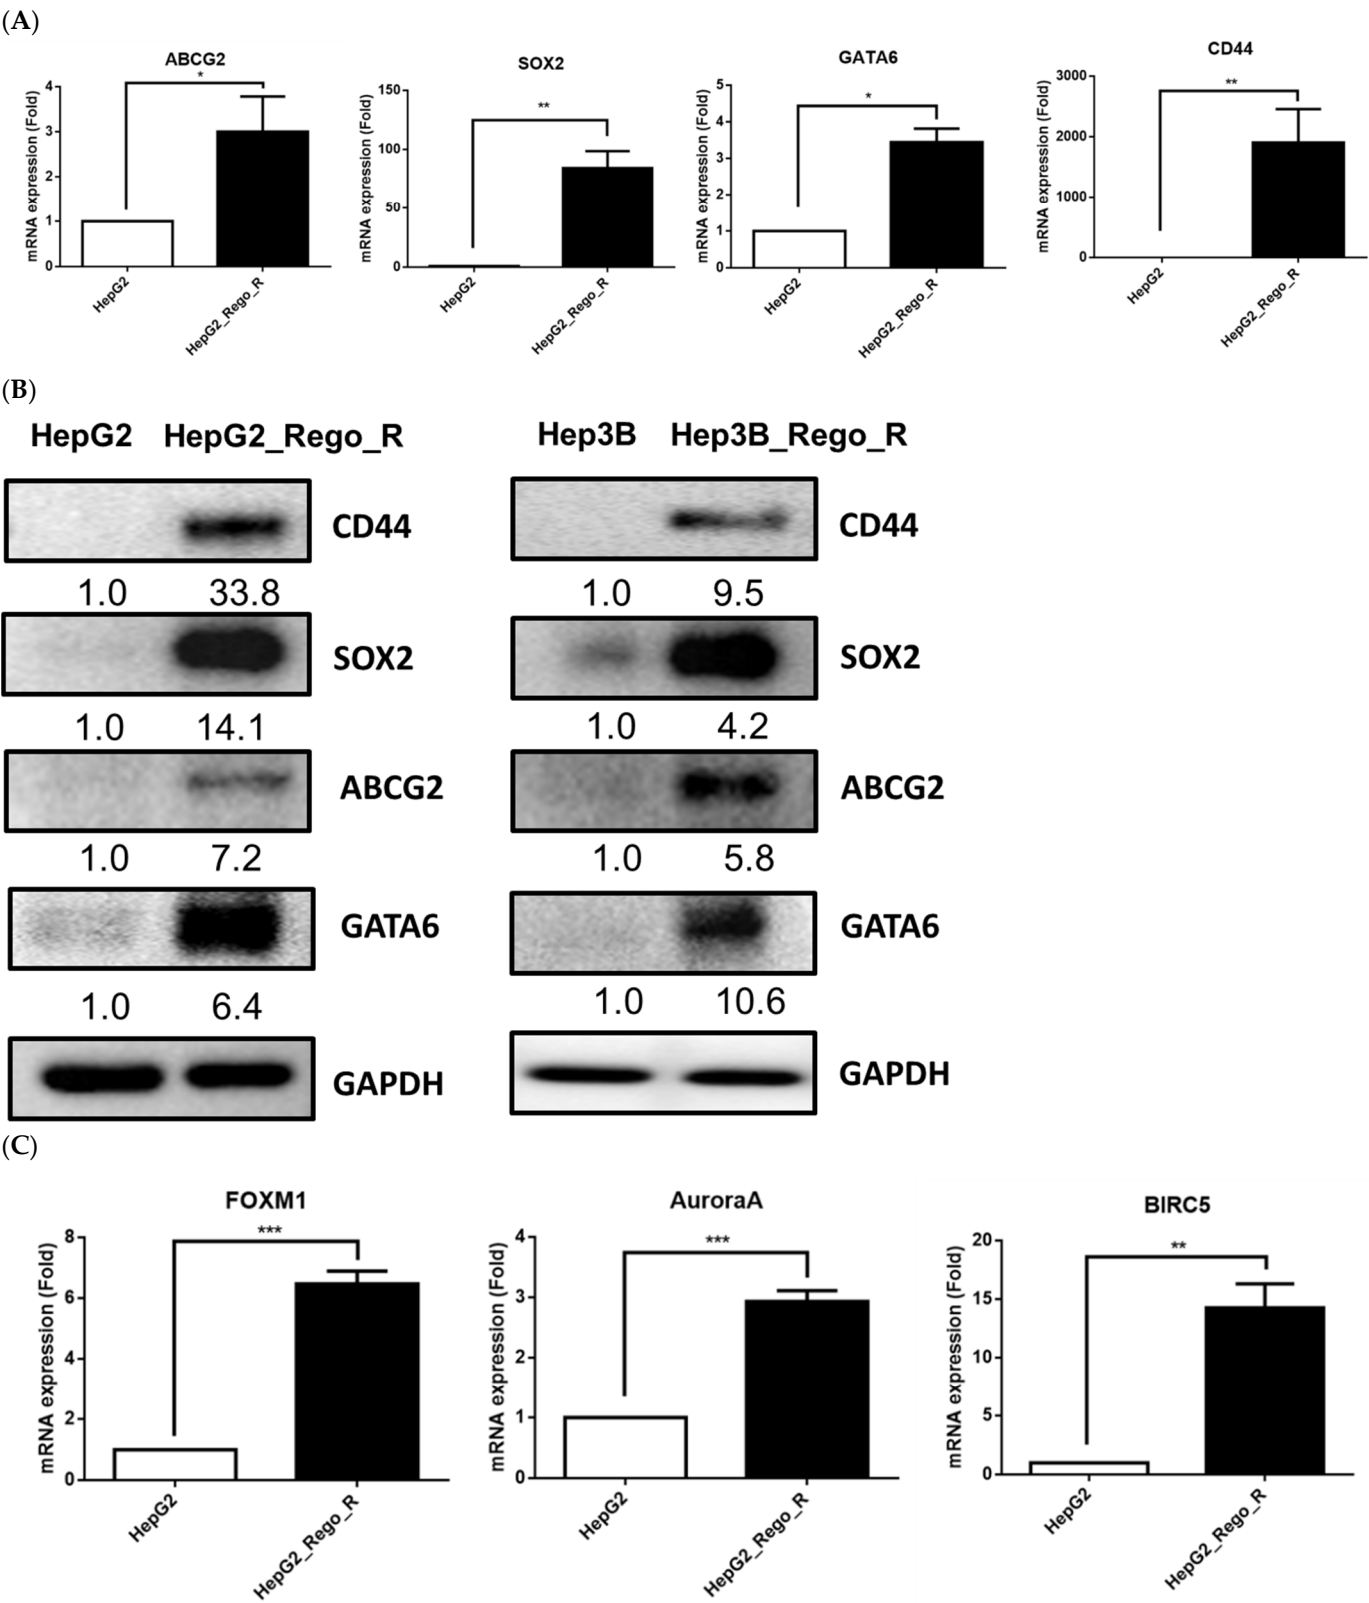 (A)
ABCG2
*
mRNA expression (Fold)
4
3
2
1
0
HepG2
HepG2_Rego_R
SOX2
**
mRNA expression (Fold)
150
100
50
0
HepG2
HepG2_Rego_R
GATA6
*
mRNA expression (Fold)
5
4
3
2
1
0
HepG2
HepG2_Rego_R
CD44
**
mRNA expression (Fold)
3000
2000
1000
0
HepG2
HepG2_Rego_R
(B)
HepG2 HepG2_Rego_R
CD44
1.0 33.8
SOX2
1.0 14.1
ABCG2
1.0 7.2
GATA6
1.0 6.4
GAPDH
Hep3B Hep3B_Rego_R
CD44
1.0 9.5
SOX2
1.0 4.2
ABCG2
1.0 5.8
GATA6
1.0 10.6
GAPDH
(C)
FOXM1
***
mRNA expression (Fold)
8
6
4
2
0
HepG2
HepG2_Rego_R
AuroraA
***
mRNA expression (Fold)
4
3
2
1
0
HepG2
HepG2_Rego_R
BIRC5
**
mRNA expression (Fold)
20
15
10
5
0
HepG2
HepG2_Rego_R